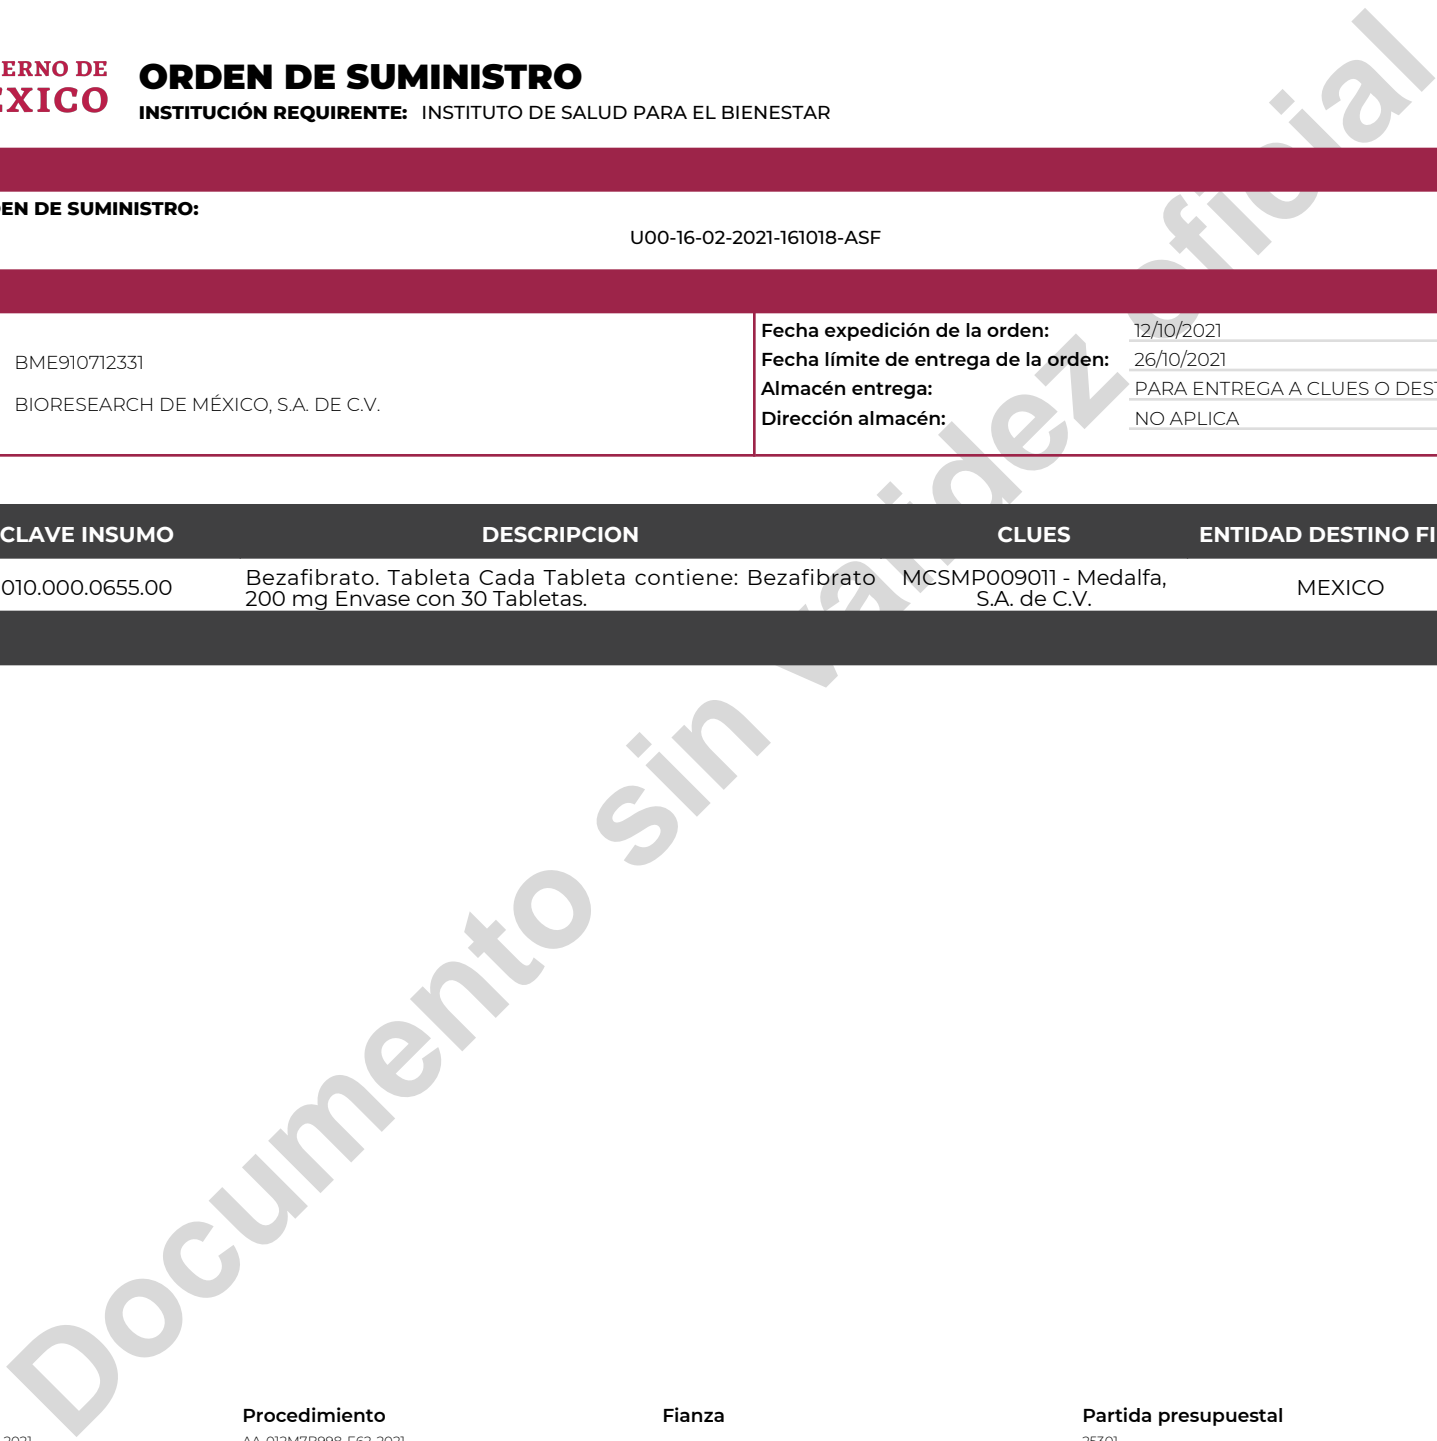 ERNO DE
ORDEN DE SUMINISTRO
EXICO
INSTITUCIÓN REQUIRENTE: INSTITUTO DE SALUD PARA EL BIENESTAR
EN DE SUMINISTRO:
U00-16-02-2021-161018-ASF
Fecha expedición de la orden: 12/10/2021
BME910712331
Fecha límite de entrega de la orden: 26/10/2021
Almacén entrega: PARA ENTREGA A CLUES O DEST
BIORESEARCH DE MÉXICO, S.A. DE C.V.
Dirección almacén: NO APLICA
CLAVE INSUMO DESCRIPCION CLUES ENTIDAD DESTINO FI
010.000.0655.00 Bezafibrato. Tableta Cada Tableta contiene: Bezafibrato 
200 mg Envase con 30 Tabletas.
MCSMP009011 - Medalfa,
S.A. de C.V.
MEXICO
Documento sin validez oficial
Procedimiento Fianza Partida presupuestal